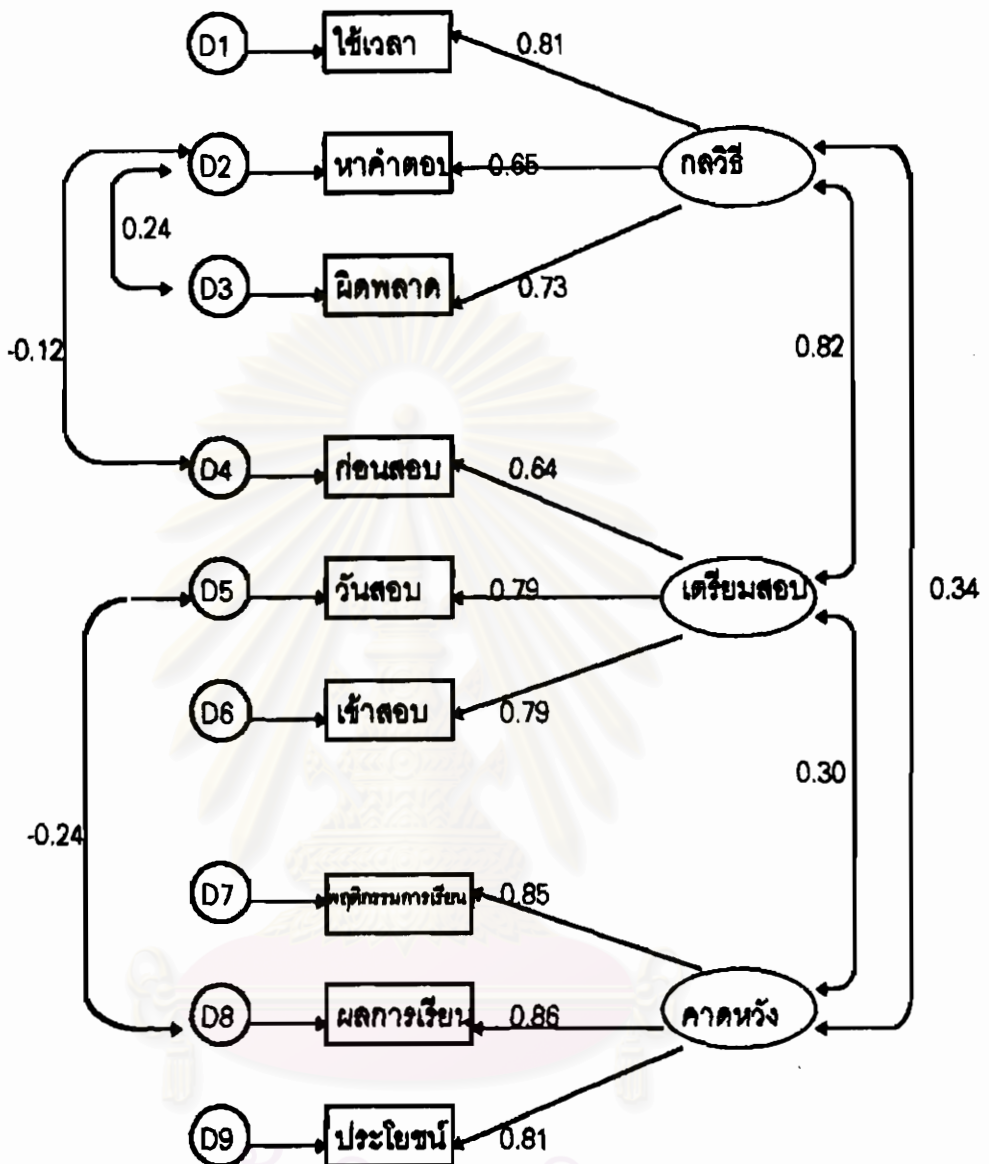 D1 ใช้เวลา 0.81
D2 หาคำตอบ 0.65 กลวิธี
0.24
D3 ผิดพลาด 0.73
-0.12 0.82
D4 ก่อนสอบ 0.64
D5 วันสอบ 0.79 เตรียมสอบ 0.34
D6 เข้าสอบ 0.79
0.30
-0.24
D7 พฤติกรรมการเรียน 0.85
D8 ผลการเรียน 0.86 คาดหวัง
D9 ประโยชน์ 0.81